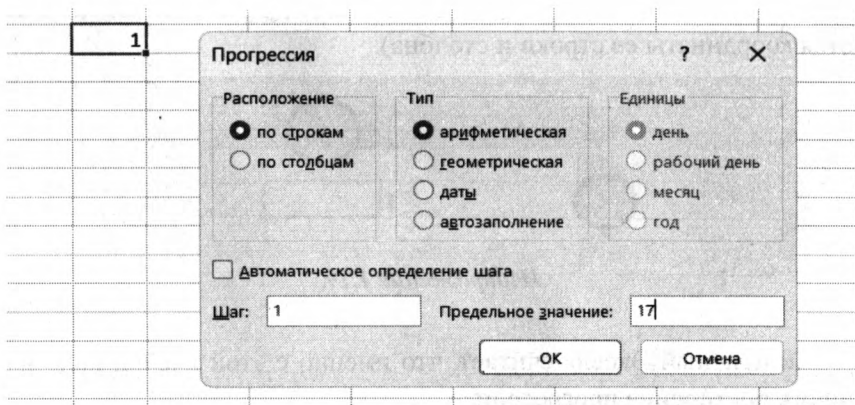 1
Прогрессия ? ×
Расположение Тип Единицы
по строкам арифметическая день
по столбцам геометрическая рабочий день
даты месяц
автозаполнение год
Автоматическое определение шага
Шаг: 1 Предельное значение: 17
ОК Отмена